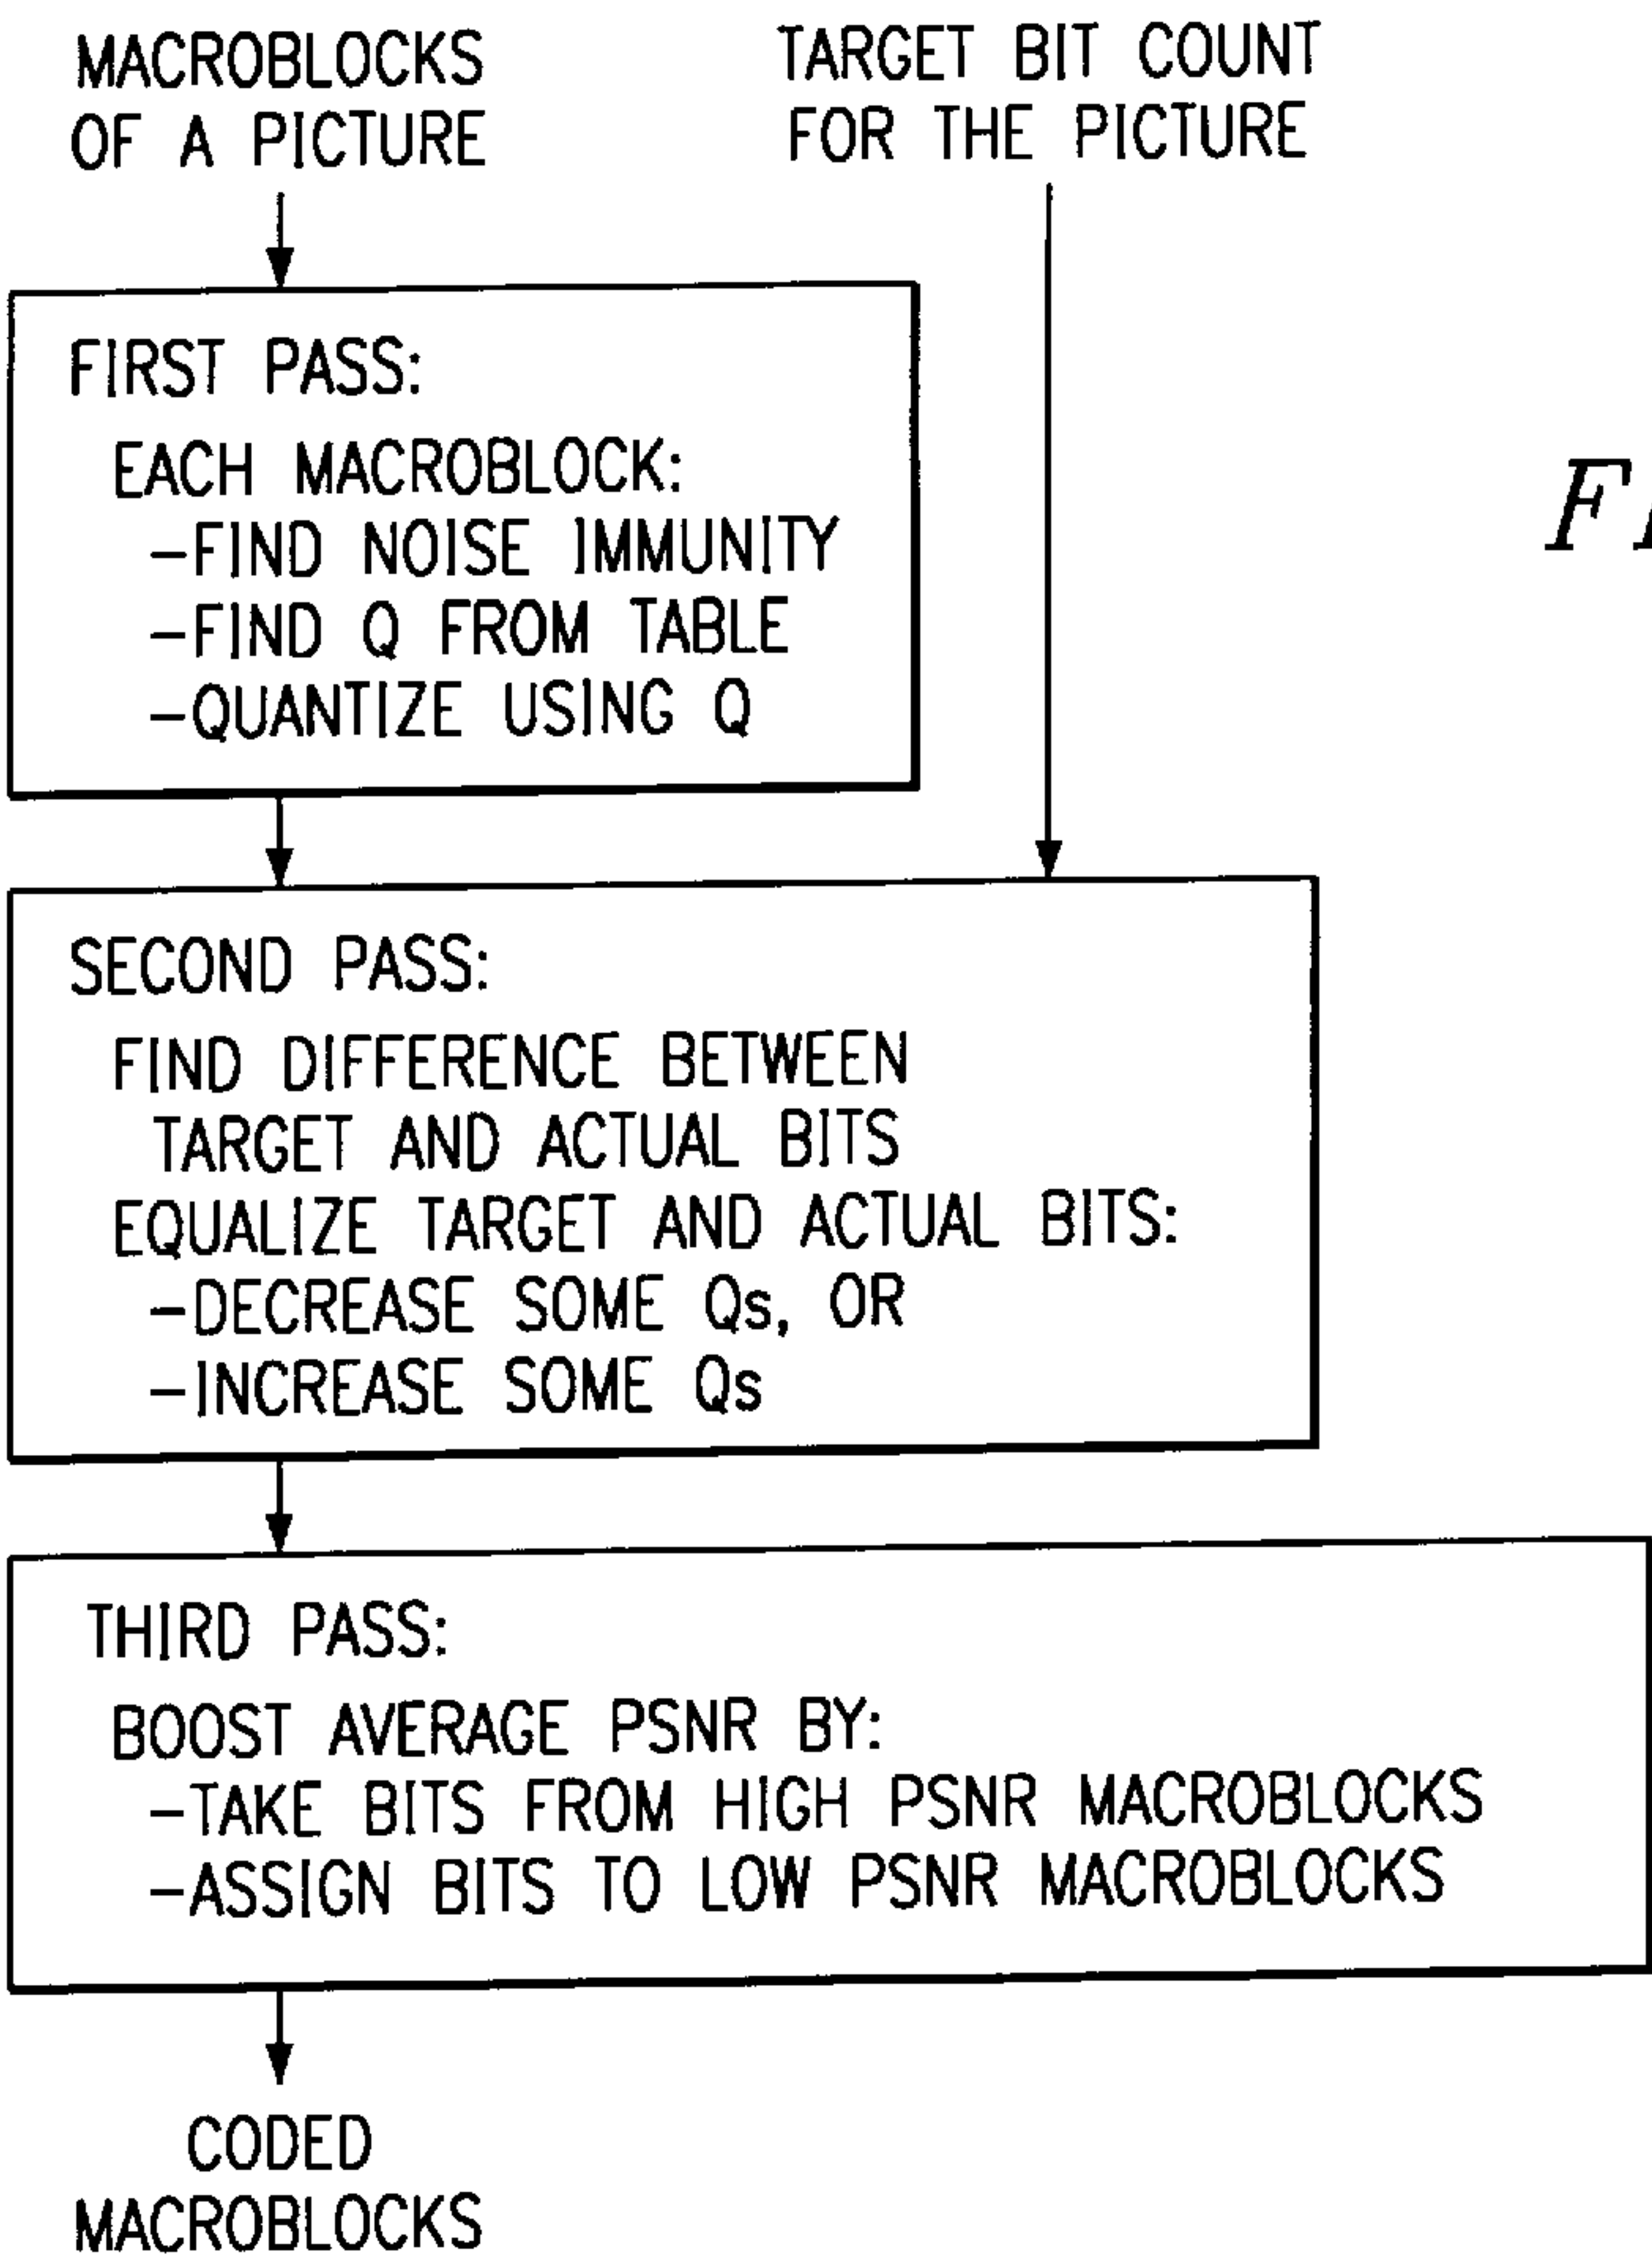 MACROBLOCKS
OF A PICTURE
TARGET BIT COUNT
FOR THE PICTURE
FIRST PASS:
EACH MACROBLOCK:
-FIND NOISE IMMUNITY
-FIND Q FROM TABLE
-QUANTIZE USING Q
SECOND PASS:
FIND DIFFERENCE BETWEEN
TARGET AND ACTUAL BITS
EQUALIZE TARGET AND ACTUAL BITS:
-DECREASE SOME Qs, OR
-INCREASE SOME Qs
THIRD PASS:
BOOST AVERAGE PSNR BY:
-TAKE BITS FROM HIGH PSNR MACROBLOCKS
-ASSIGN BITS TO LOW PSNR MACROBLOCKS
CODED
MACROBLOCKS